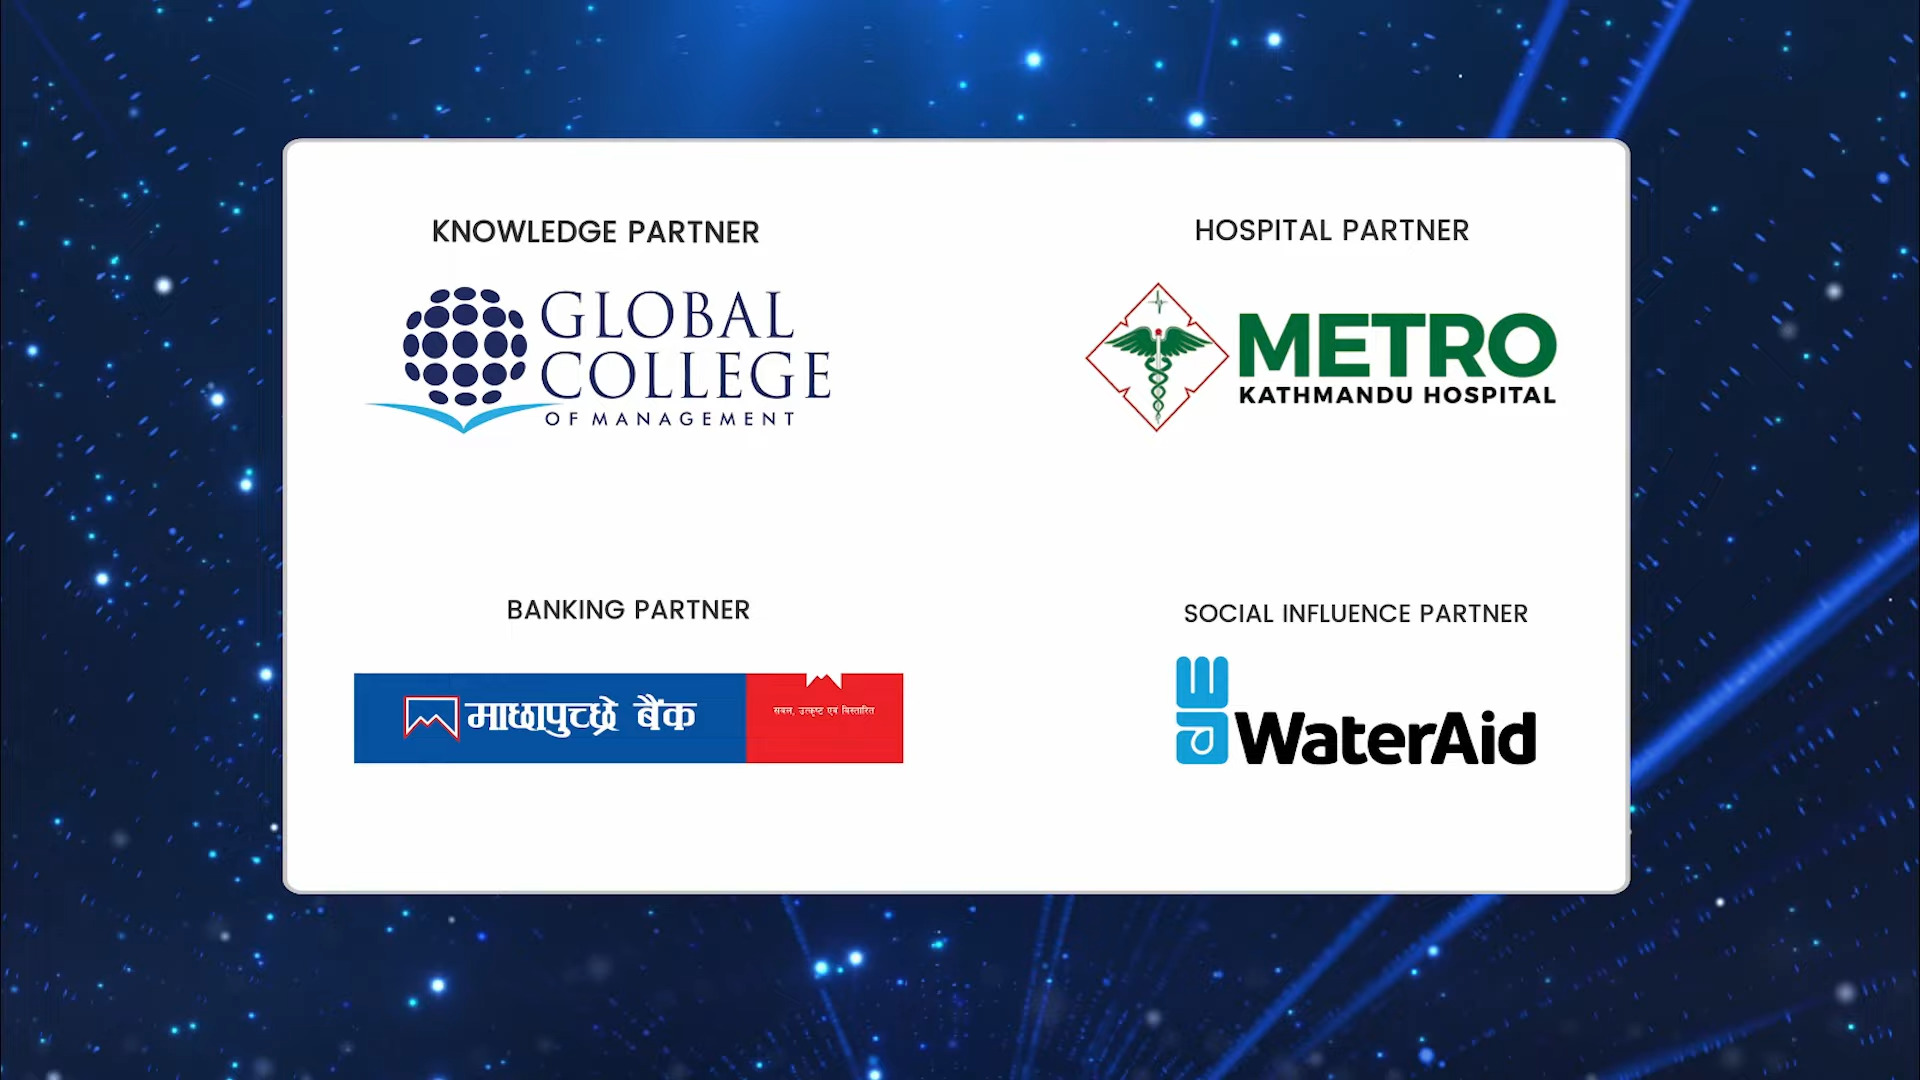 KNOWLEDGE PARTNER
GLOBAL
COLLEGE
OF MANAGEMENT
HOSPITAL PARTNER
METRO
KATHMANDU HOSPITAL
BANKING PARTNER
माछापुच्छ्रे बैंक
सबल, उत्कृष्ट एवं विस्तारित
SOCIAL INFLUENCE PARTNER
WaterAid